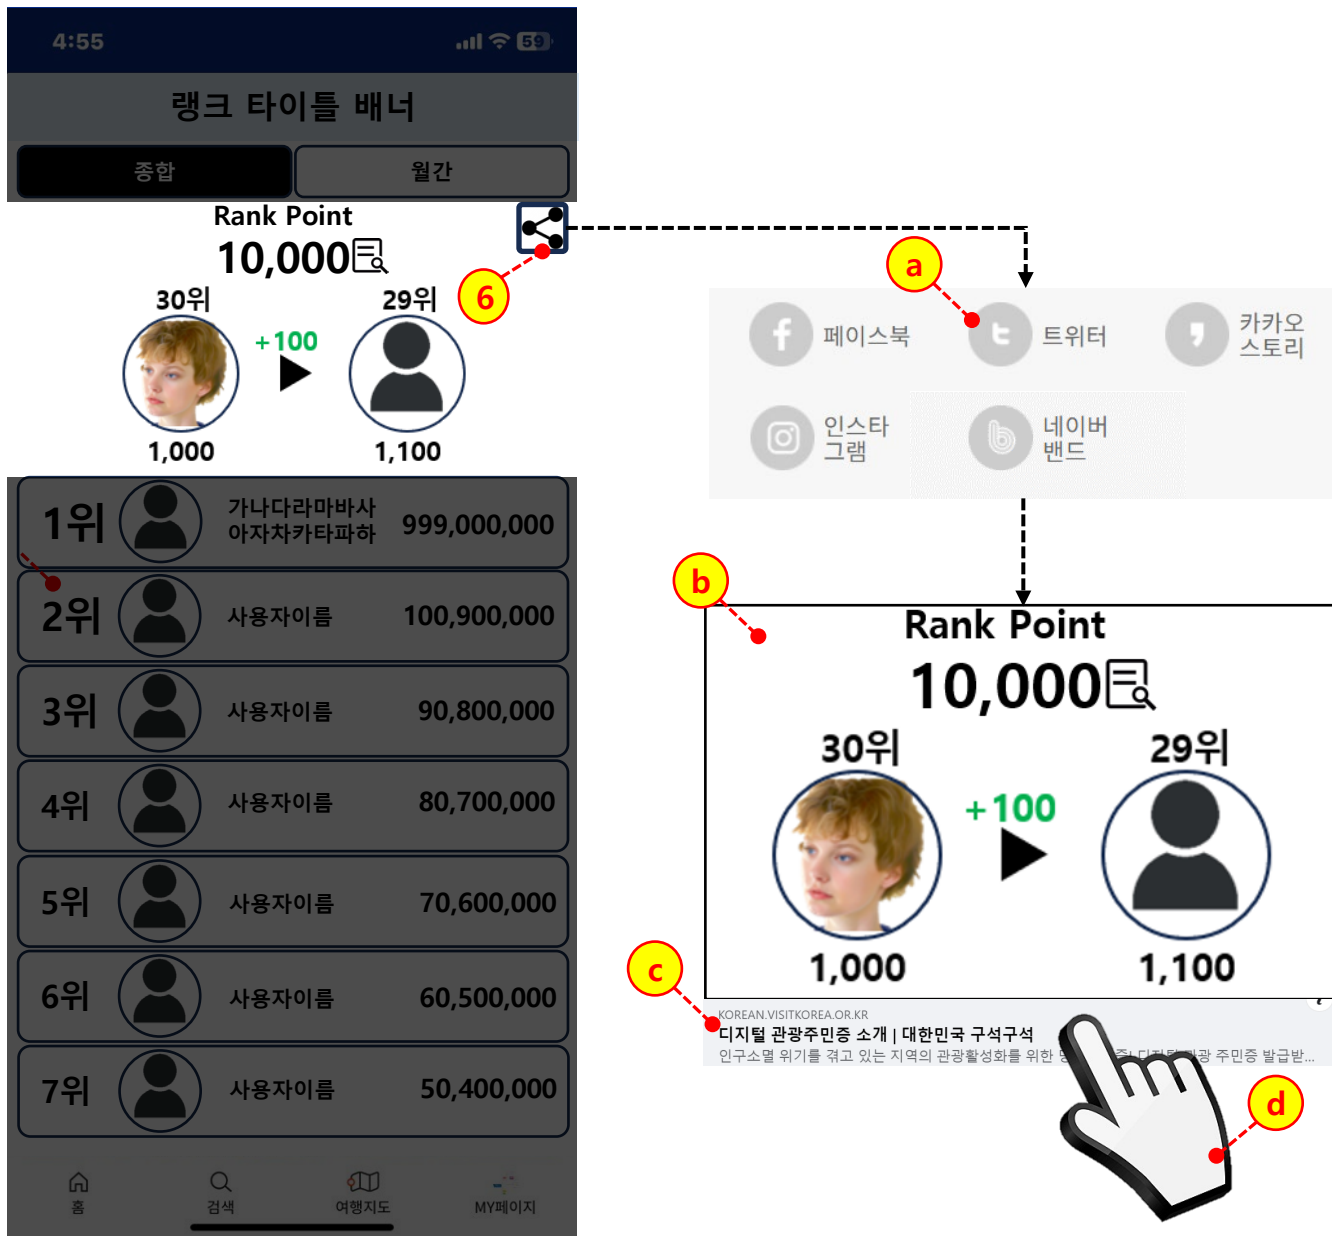 4:55
59
랭크 타이틀 배너
종합
월간
Rank Point
10,000
6
30위
29위
+100
1,000
1,100
1위
가나다라마바사
아자차카타파하
999,000,000
2위
사용자이름
100,900,000
3위
사용자이름
90,800,000
4위
사용자이름
80,700,000
5위
사용자이름
70,600,000
6위
사용자이름
60,500,000
7위
사용자이름
50,400,000
홈
검색
여행지도
MY페이지
a
페이스북
트위터
카카오
스토리
인스타
그램
네이버
밴드
b
Rank Point
10,000
30위
29위
+100
1,000
1,100
c
KOREAN.VISITKOREA.OR.KR
디지털 관광주민증 소개 | 대한민국 구석구석
인구소멸 위기를 겪고 있는 지역의 관광활성화를 위한 관광 주민증 발급받...
d